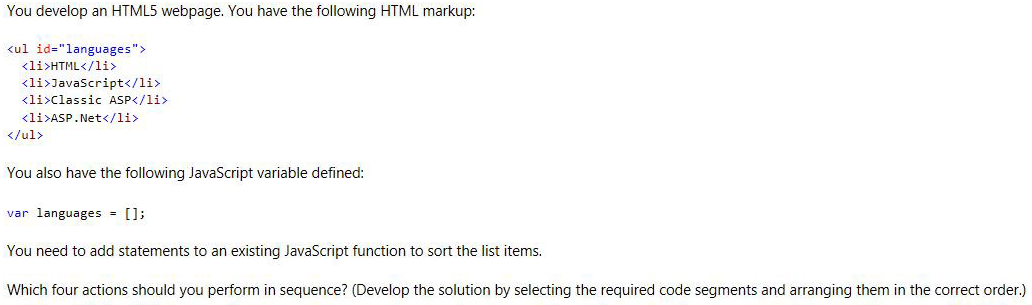 You develop an HTML5 webpage. You have the following HTML markup:
<ul id="languages">
  <li>HTML</li>
  <li>JavaScript</li>
  <li>Classic ASP</li>
  <li>ASP.Net</li>
</ul>
You also have the following JavaScript variable defined:
var languages = [];
You need to add statements to an existing JavaScript function to sort the list items.
Which four actions should you perform in sequence? (Develop the solution by selecting the required code segments and arranging them in the correct order.)